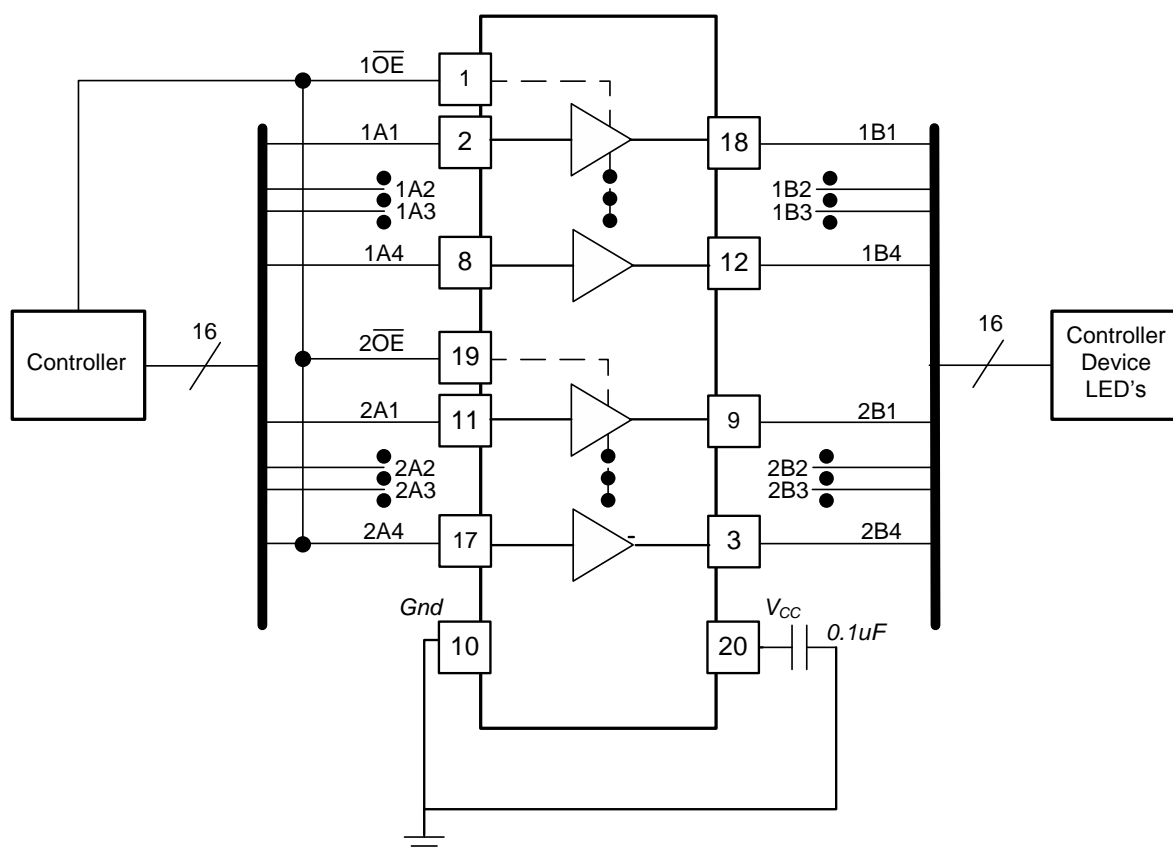 1O̅E̅
1
1A1
2
18
1B1
1A2
1A3
1B2
1B3
1A4
8
12
1B4
Controller
16
2O̅E̅
19
16
Controller
Device
LED's
2A1
11
9
2B1
2A2
2A3
2B2
2B3
2A4
17
3
2B4
Gnd
10
20
VCC
0.1uF